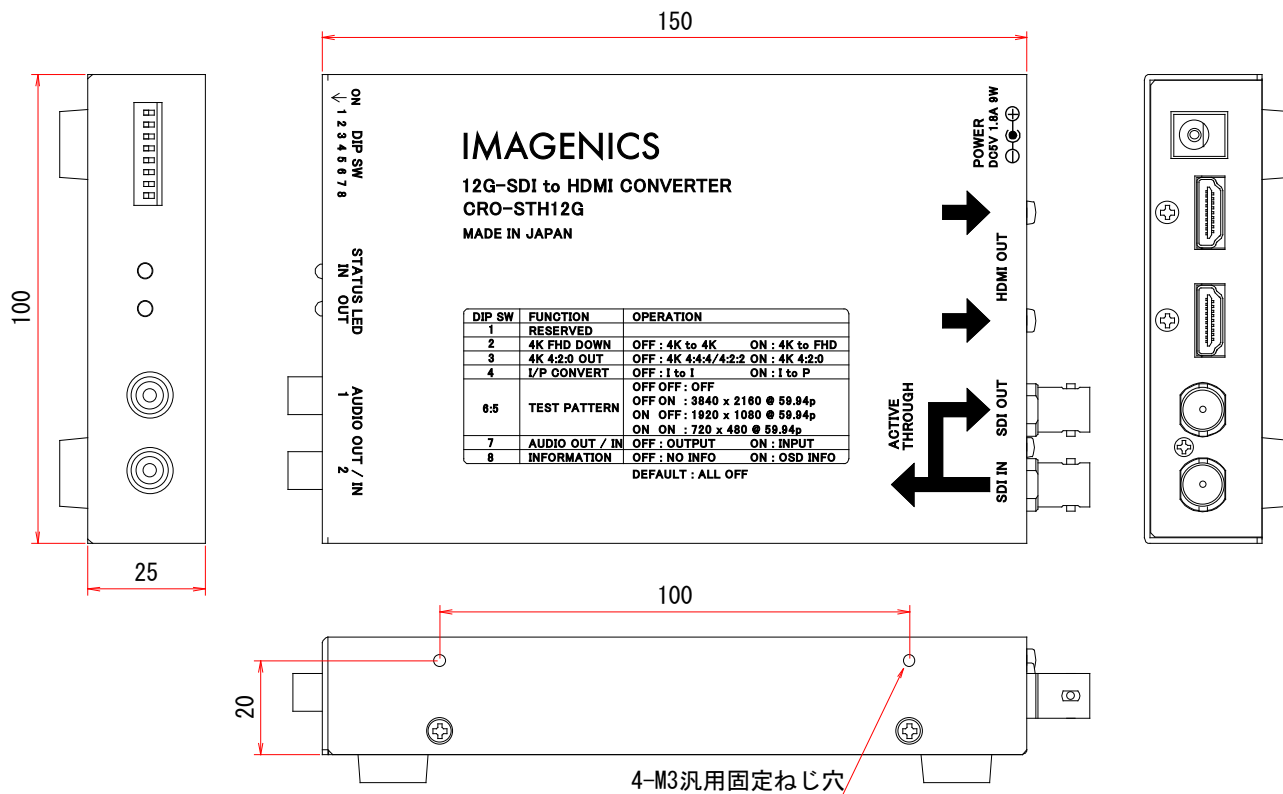 150
100
25
ON
↓
1 2 3 4 5 6 7 8
DIP SW
STATUS LED
IN OUT
AUDIO OUT / IN
1 2
IMAGENICS
12G-SDI to HDMI CONVERTER
CRO-STH12G
MADE IN JAPAN
POWER
DC5V 1.8A 9W
HDMI OUT
ACTIVE
THROUGH
SDI OUT
SDI IN
DIP SW FUNCTION OPERATION
1 RESERVED
2 4K FHD DOWN OFF : 4K to 4K ON : 4K to FHD
3 4K 4:2:0 OUT OFF : 4K 4:4:4/4:2:2 ON : 4K 4:2:0
4 I/P CONVERT OFF : I to I ON : I to P
6:5 TEST PATTERN OFF OFF : OFF
OFF ON : 3840 x 2160 @ 59.94p
ON OFF : 1920 x 1080 @ 59.94p
ON ON : 720 x 480 @ 59.94p
7 AUDIO OUT / IN OFF : OUTPUT ON : INPUT
8 INFORMATION OFF : NO INFO ON : OSD INFO
DEFAULT : ALL OFF
100
20
4-M3汎用固定ねじ穴